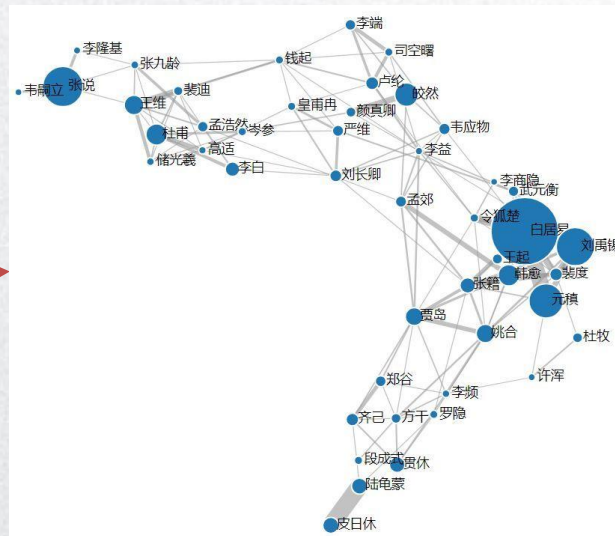 李端
李隆基
司空曙
钱起
张九龄
韦嗣立
张说
裴迪
卢纶
皎然
王维
皇甫冉
颜真卿
孟浩然
岑参
严维
韦应物
杜甫
高适
储光羲
李白
李益
刘长卿
李商隐
武元衡
孟郊
令狐楚
白居易
刘禹锡
王起
韩愈
裴度
张籍
元稹
贾岛
姚合
杜牧
许浑
郑谷
李频
齐己
方干
罗隐
段成式
贯休
陆龟蒙
皮日休